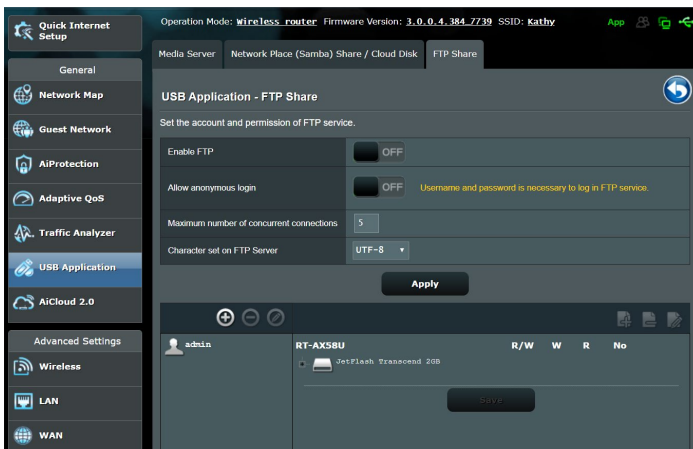 Quick Internet
Setup
Operation Mode: Wireless router Firmware Version: 3.0.0.4.384_7739 SSID: Kathy
App
Media Server
Network Place (Samba) Share / Cloud Disk
FTP Share
General
Network Map
Guest Network
AiProtection
Adaptive QoS
Traffic Analyzer
USB Application
AiCloud 2.0
Advanced Settings
Wireless
LAN
WAN
USB Application - FTP Share
Set the account and permission of FTP service.
Enable FTP
OFF
Allow anonymous login
OFF
Username and password is necessary to log in FTP service.
Maximum number of concurrent connections
5
Character set on FTP Server
UTF-8
Apply
admin
RT-AX58U
R/W W R No
JetFlash Transcend 2GB
Save